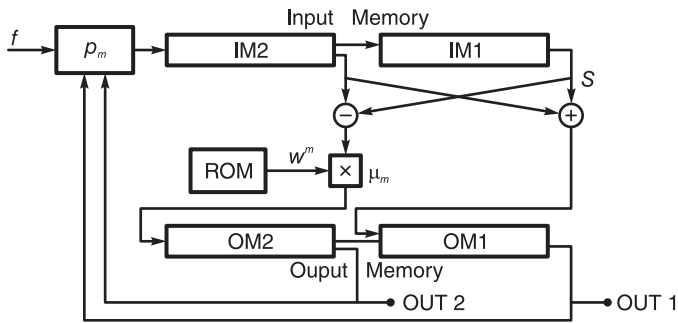 Input Memory
f
p_m
IM2
IM1
S
−
+
ROM
w^m
×
μ_m
OM2
OM1
Ouput Memory
OUT 2
OUT 1